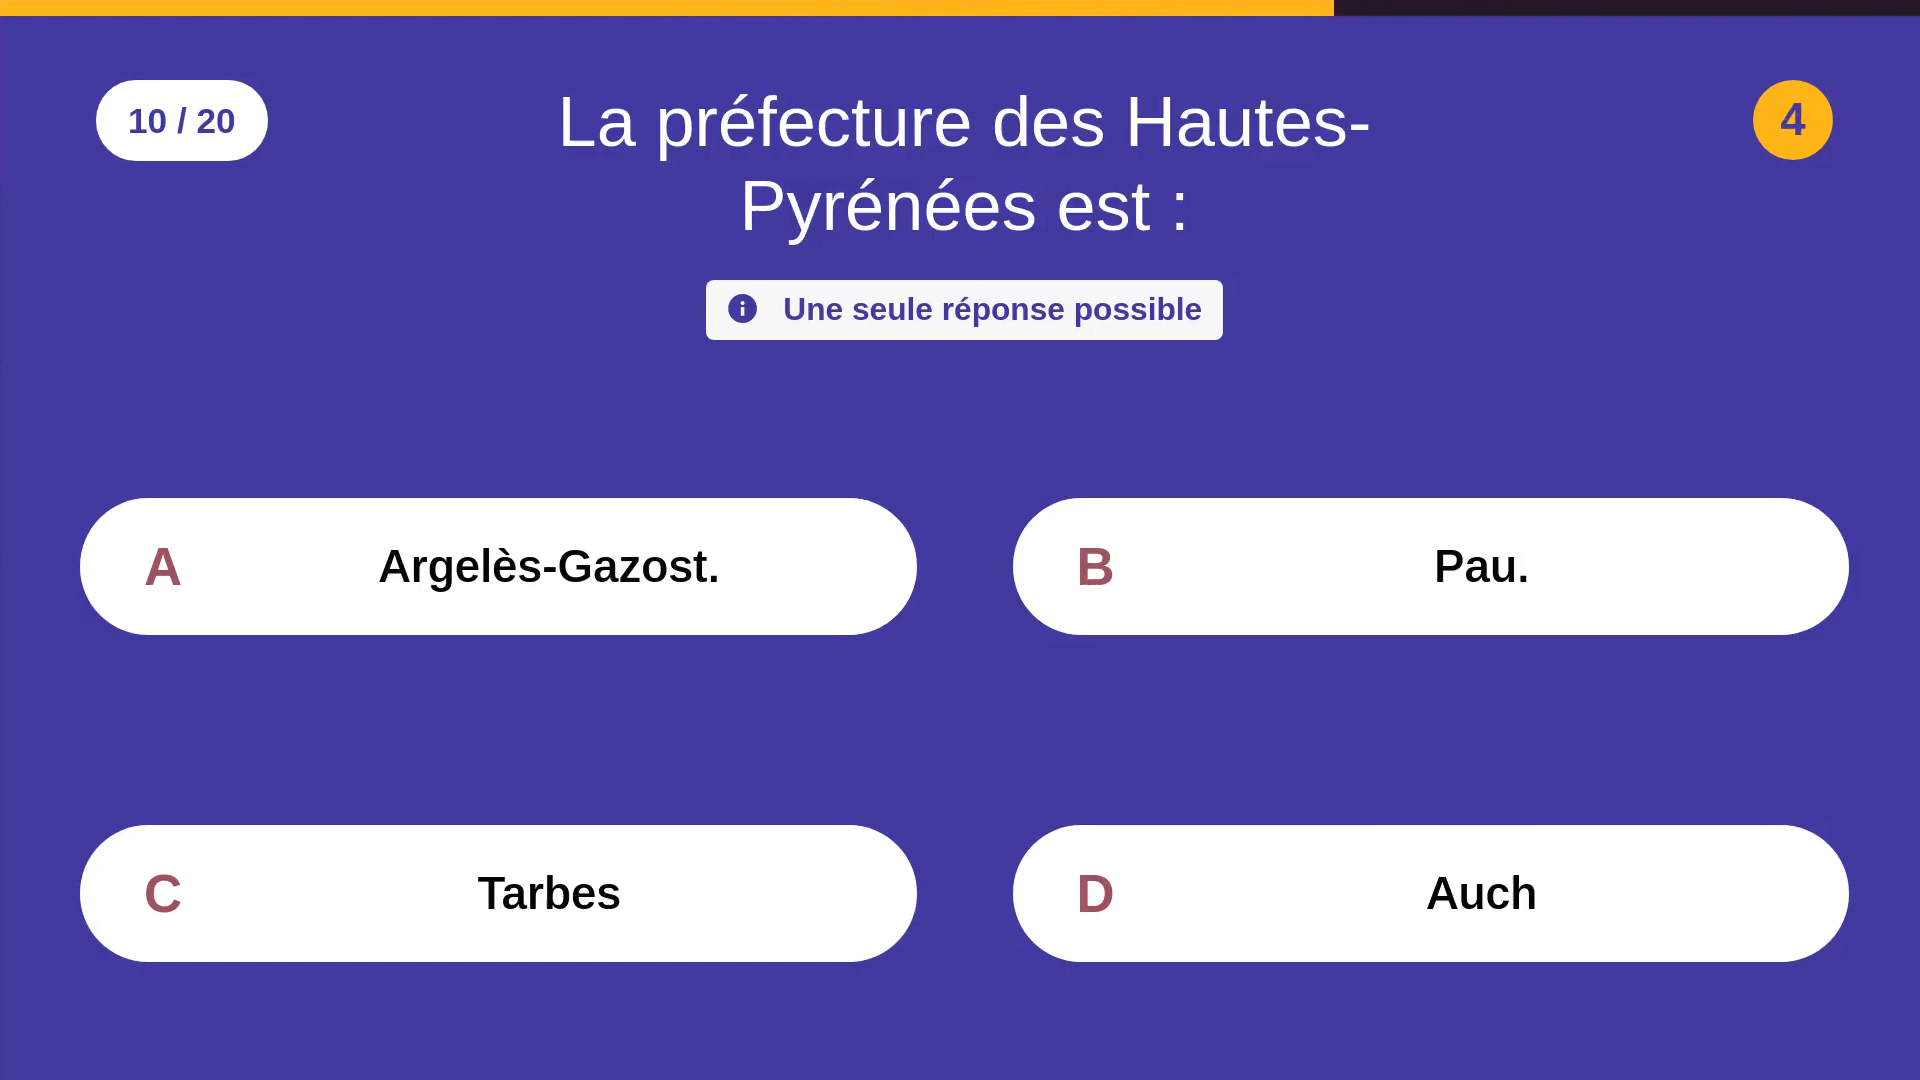 10 / 20
La préfecture des Hautes-
Pyrénées est :
4
Une seule réponse possible
A
Argelès-Gazost.
B
Pau.
C
Tarbes
D
Auch